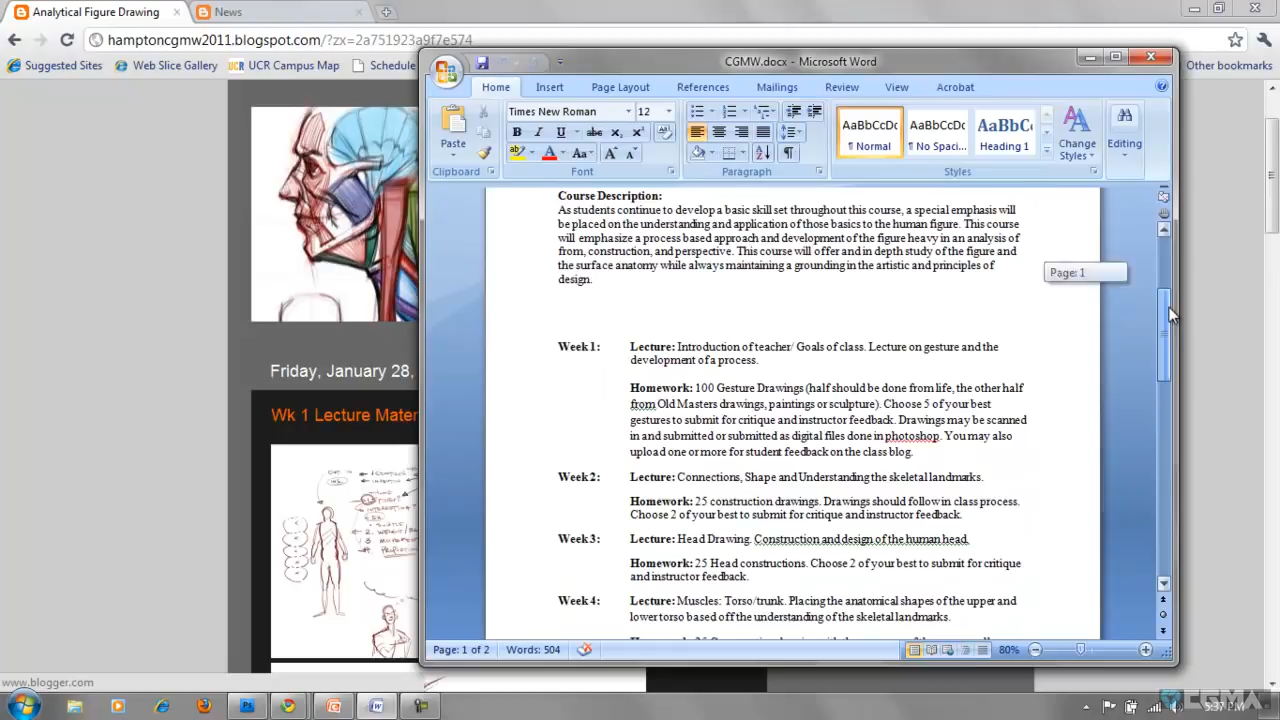 Analytical Figure Drawing
News
hamptoncgmw2011.blogspot.com/?zx=2a751923a9f7e574
Suggested Sites
Web Slice Gallery
UCR Campus Map
Schedule
Other bookmarks
CGMW.docx - Microsoft Word
Home
Insert
Page Layout
References
Mailings
Review
View
Acrobat
Paste
Times New Roman
12
AaBbCcDc
AaBbCcDc
AaBbC
¶ Normal
¶ No Spaci...
Heading 1
Change
Styles
Editing
Clipboard
Font
Paragraph
Styles
Course Description:
As students continue to develop a basic skill set throughout this course, a special emphasis will
be placed on the understanding and application of those basics to the human figure. This course
will emphasize a process based approach and development of the figure heavy in an analysis of
from, construction, and perspective. This course will offer and in depth study of the figure and
the surface anatomy while always maintaining a grounding in the artistic and principles of
design.
Page: 1
Week 1: Lecture: Introduction of teacher/ Goals of class. Lecture on gesture and the
development of a process.
Homework: 100 Gesture Drawings (half should be done from life, the other half
from Old Masters drawings, paintings or sculpture). Choose 5 of your best
gestures to submit for critique and instructor feedback. Drawings may be scanned
in and submitted or submitted as digital files done in photoshop. You may also
upload one or more for student feedback on the class blog.
Week 2: Lecture: Connections, Shape and Understanding the skeletal landmarks.
Homework: 25 construction drawings. Drawings should follow in class process.
Choose 2 of your best to submit for critique and instructor feedback.
Week 3: Lecture: Head Drawing. Construction and design of the human head.
Homework: 25 Head constructions. Choose 2 of your best to submit for critique
and instructor feedback.
Week 4: Lecture: Muscles: Torso/trunk. Placing the anatomical shapes of the upper and
lower torso based off the understanding of the skeletal landmarks.
Friday, January 28,
Wk 1 Lecture Mater
Page: 1 of 2
Words: 504
80%
www.blogger.com
CGMA
5:37 PM